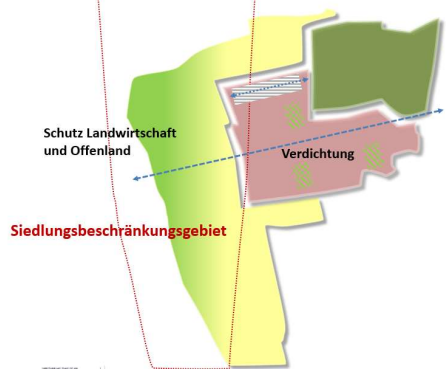 Schutz Landwirtschaft
und Offenland
Verdichtung
Siedlungsbeschränkungsgebiet